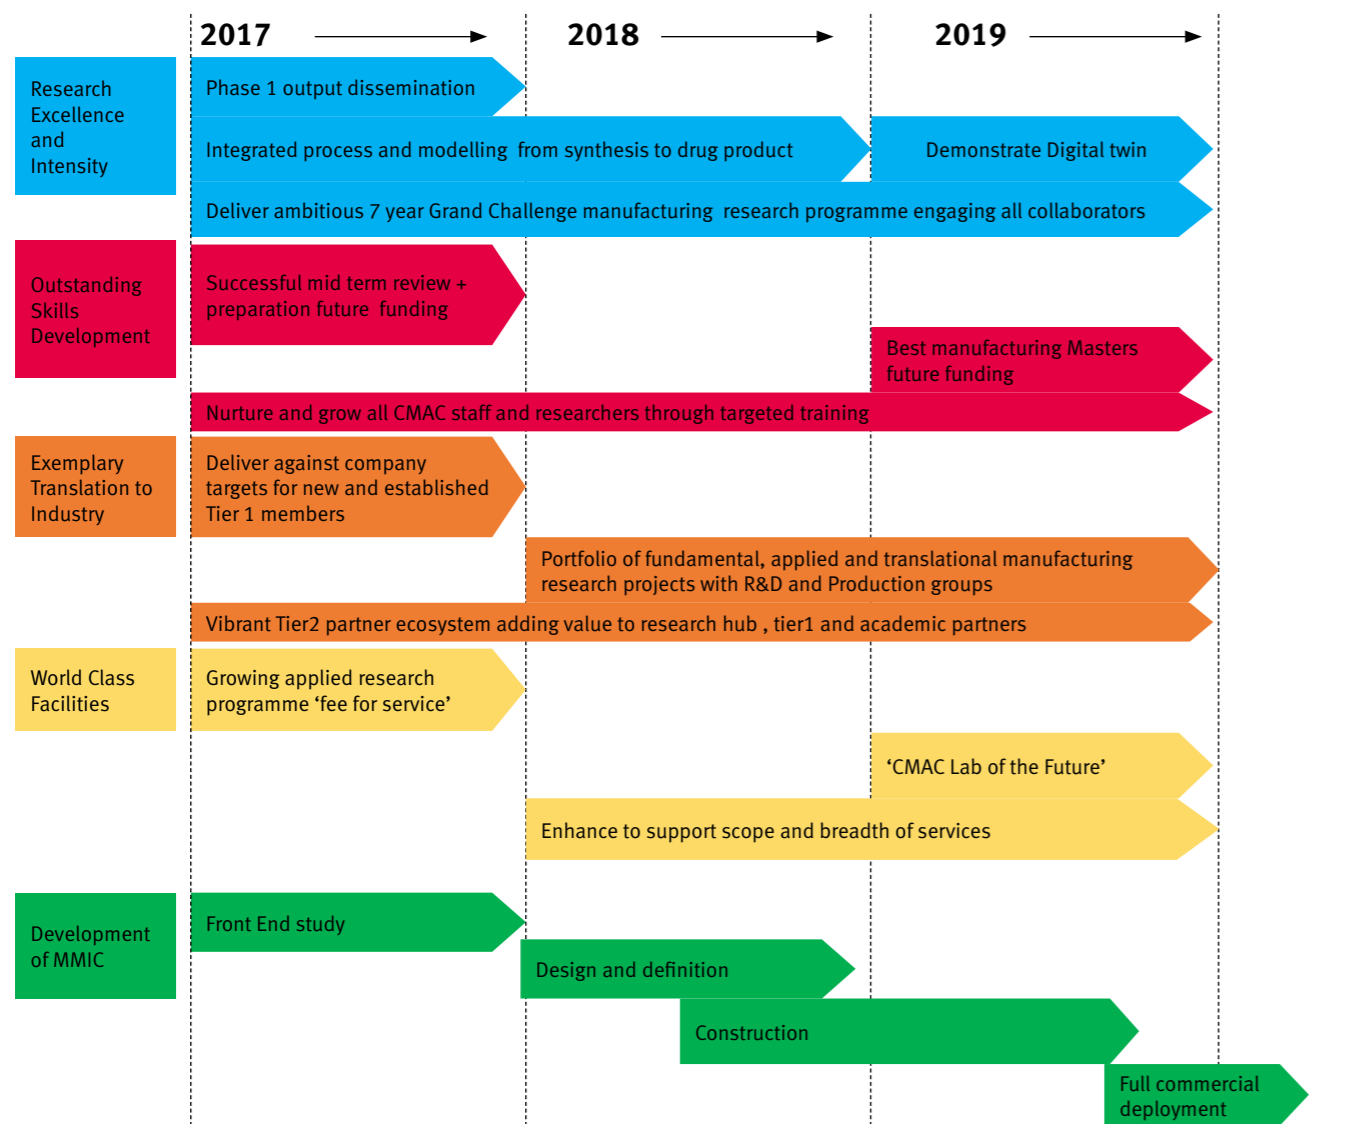 2017
2018
2019
Research
Excellence
and
Intensity
Phase 1 output dissemination
Integrated process and modelling from synthesis to drug product
Demonstrate Digital twin
Deliver ambitious 7 year Grand Challenge manufacturing research programme engaging all collaborators
Outstanding
Skills
Development
Successful mid term review +
preparation future funding
Best manufacturing Masters
future funding
Nurture and grow all CMAC staff and researchers through targeted training
Exemplary
Translation to
Industry
Deliver against company
targets for new and established
Tier 1 members
Portfolio of fundamental, applied and translational manufacturing
research projects with R&D and Production groups
Vibrant Tier2 partner ecosystem adding value to research hub , tier1 and academic partners
World Class
Facilities
Growing applied research
programme ‘fee for service’
‘CMAC Lab of the Future’
Enhance to support scope and breadth of services
Development
of MMIC
Front End study
Design and definition
Construction
Full commercial
deployment